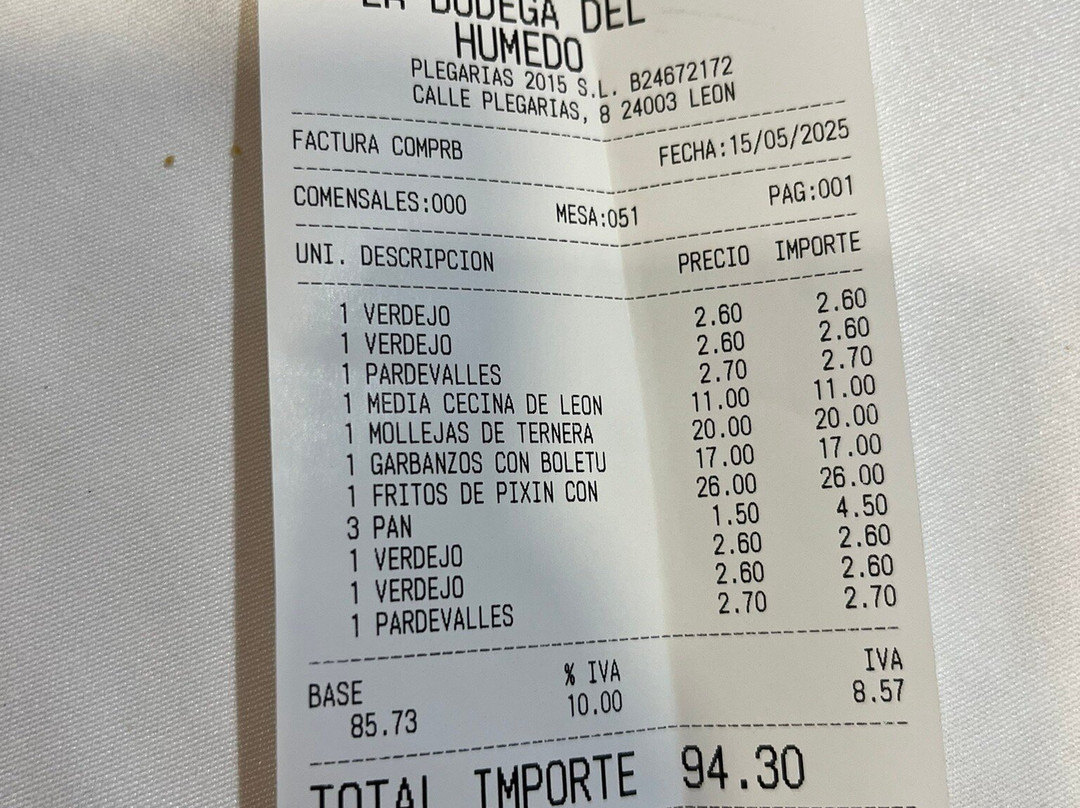 LA BODEGA DEL
HUMEDO
PLEGARIAS 2015 S.L. B24672172
CALLE PLEGARIAS, 8 24003 LEON
FACTURA COMPRB FECHA:15/05/2025
COMENSALES:000 MESA:051 PAG:001
UNI. DESCRIPCION PRECIO IMPORTE
1 VERDEJO 2.60 2.60
1 VERDEJO 2.60 2.60
1 PARDEVALLES 2.70 2.70
1 MEDIA CECINA DE LEON 11.00 11.00
1 MOLLEJAS DE TERNERA 20.00 20.00
1 GARBANZOS CON BOLETU 17.00 17.00
1 FRITOS DE PIXIN CON 26.00 26.00
3 PAN 1.50 4.50
1 VERDEJO 2.60 2.60
1 VERDEJO 2.60 2.60
1 PARDEVALLES 2.70 2.70
BASE % IVA IVA
85.73 10.00 8.57
TOTAL IMPORTE 94.30